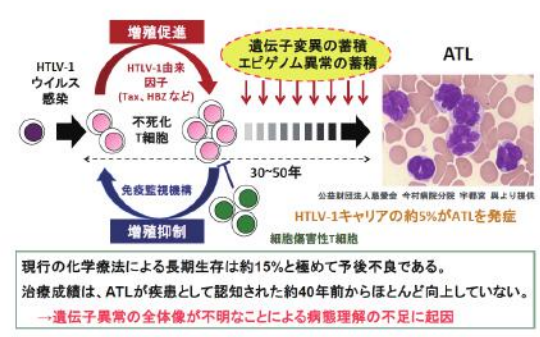 増殖促進
遺伝子変異の蓄積
エピゲノム異常の蓄積
ATL
HTLV-1
ウイルス
感染
HTLV-1由来
因子
(Tax、HBZ など)
不死化
T細胞
30~50年
免疫監視機構
増殖抑制
細胞傷害性T細胞
公益財団法人慈愛会 今村病院分院 宇都宮 與より提供
HTLV-1キャリアの約5%がATLを発症
現行の化学療法による長期生存は約15%と極めて予後不良である。
治療成績は、ATLが疾患として認知された約40年前からほとんど向上していない。
→遺伝子異常の全体像が不明なことによる病態理解の不足に起因